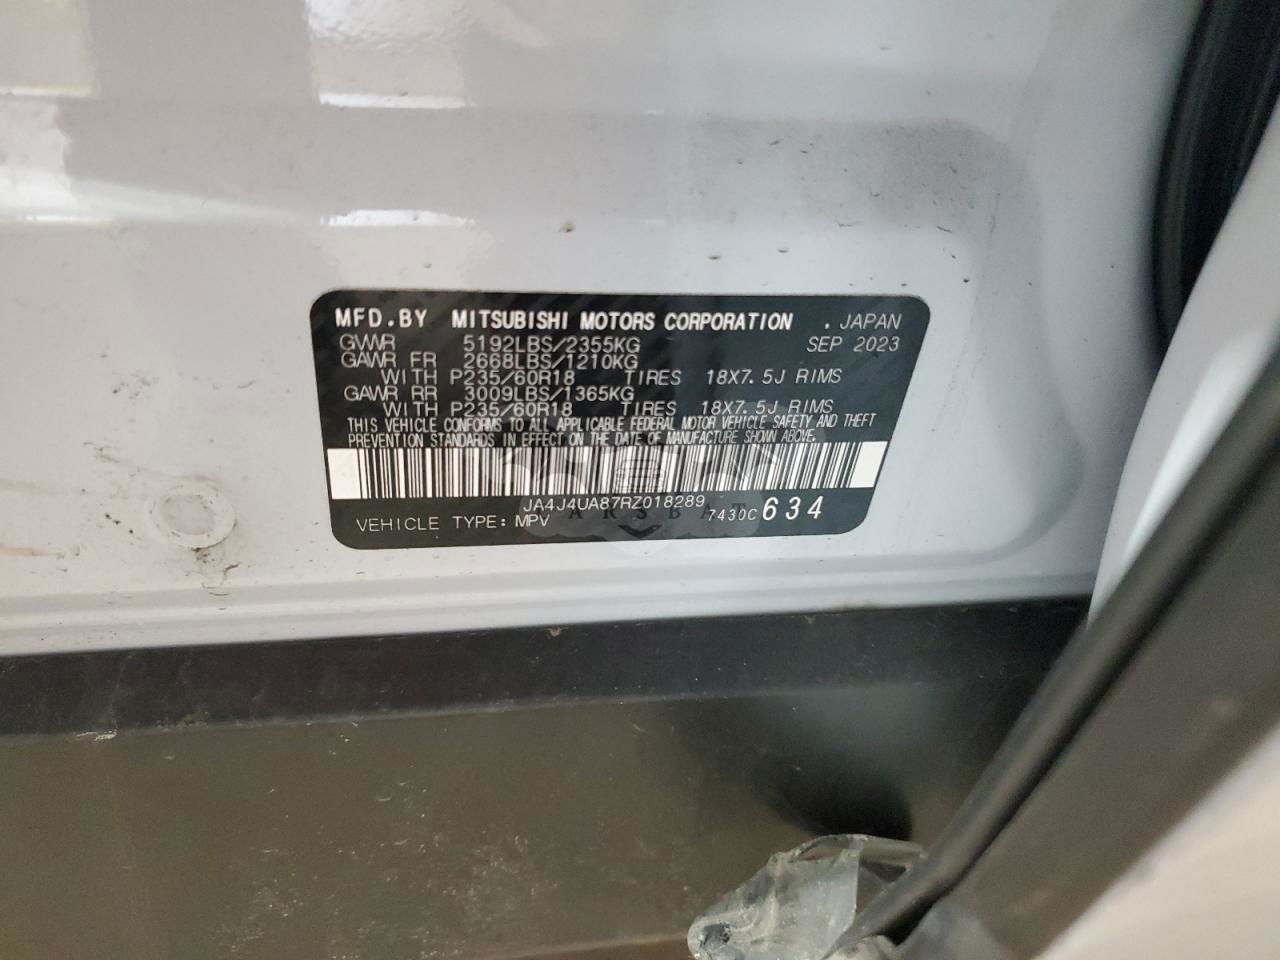 MFD.BY MITSUBISHI MOTORS CORPORATION . JAPAN
GVWR 5192LBS/2355KG SEP 2023
GAWR FR 2668LBS/1210KG
WITH P235/60R18 TIRES 18X7.5J RIMS
GAWR RR 3009LBS/1365KG
WITH P235/60R18 TIRES 18X7.5J RIMS
THIS VEHICLE CONFORMS TO ALL APPLICABLE FEDERAL MOTOR VEHICLE SAFETY AND THEFT
PREVENTION STANDARDS IN EFFECT ON THE DATE OF MANUFACTURE SHOWN ABOVE.
JA4J4UA87RZ018289
VEHICLE TYPE: MPV 7430C 634